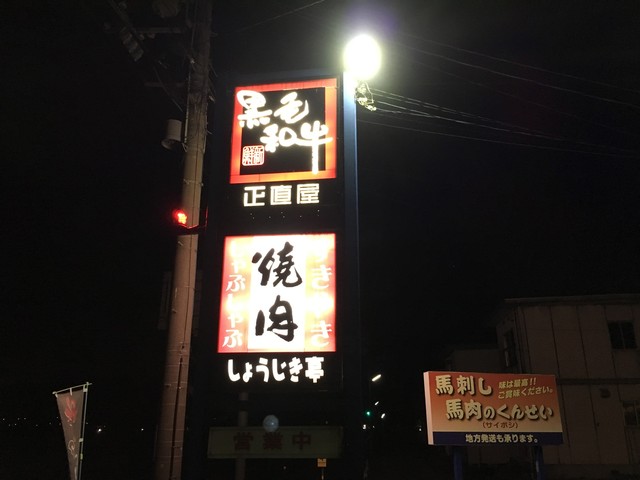 黒毛
和牛
正直屋
すきやき
焼肉
しゃぶしゃぶ
しょうじき亭
営業中
馬刺し
味は最高!!
ご賞味ください。
馬肉のくんせい
(サイボシ)
地方発送も承ります。